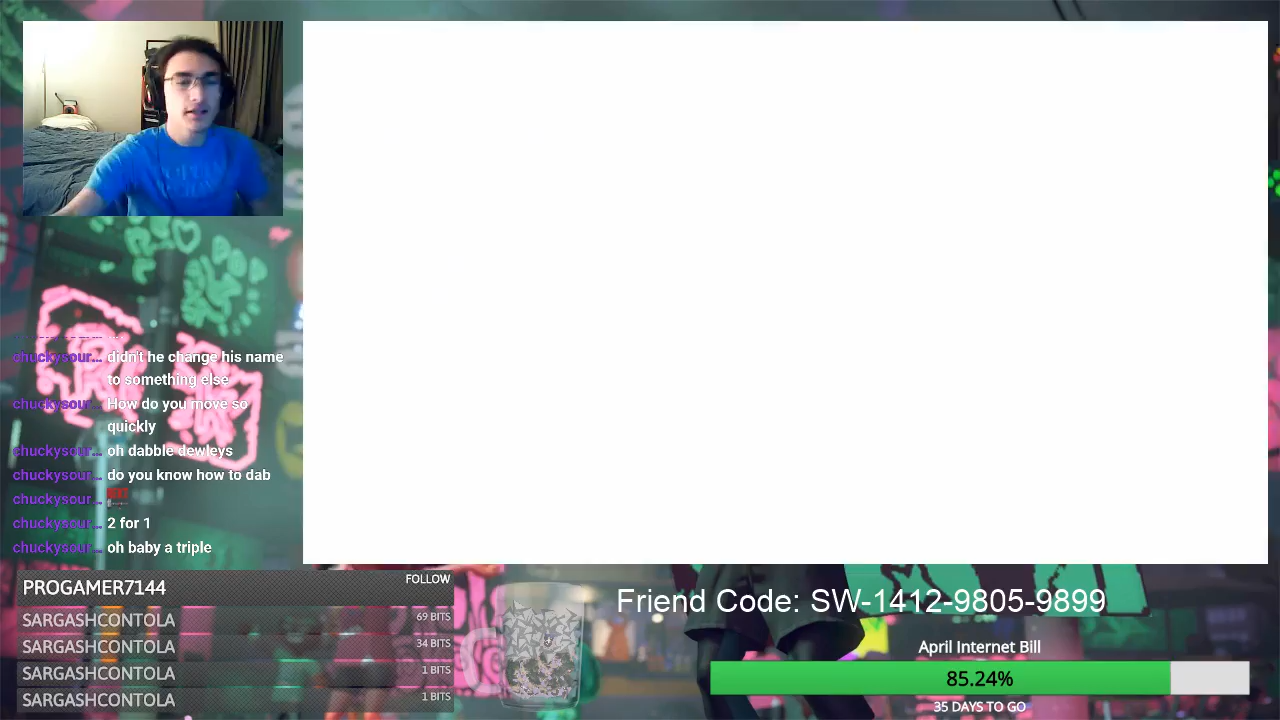 chuckysour... didn't he change his name
to something else
chuckysour... How do you move so
quickly
chuckysour... oh dabble dewleys
chuckysour... do you know how to dab
chuckysour...
chuckysour... 2 for 1
chuckysour... oh baby a triple
PROGAMER7144 FOLLOW
SARGASHCONTOLA 69 BITS
SARGASHCONTOLA 34 BITS
SARGASHCONTOLA 1 BITS
SARGASHCONTOLA 1 BITS
Friend Code: SW-1412-9805-9899
April Internet Bill
85.24%
35 DAYS TO GO